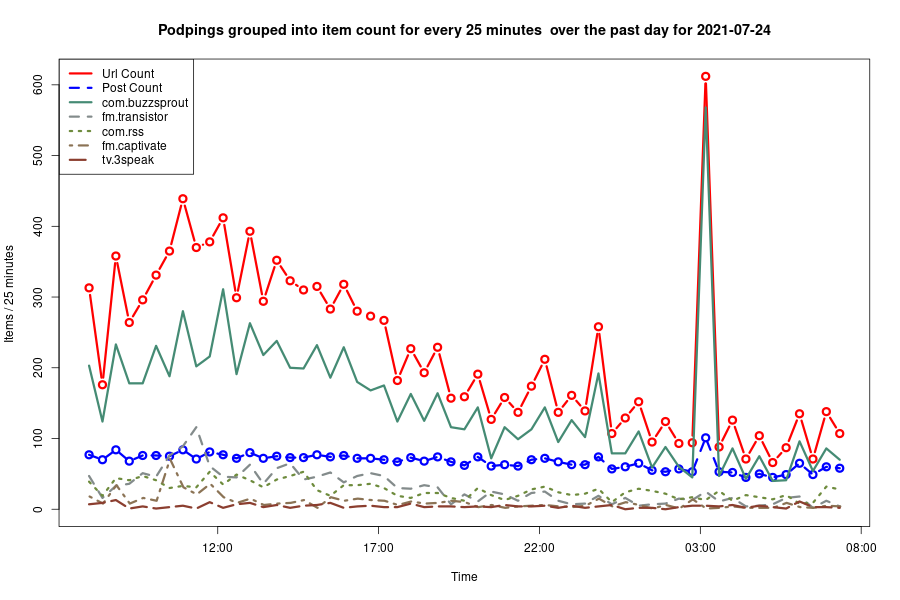 Podpings grouped into item count for every 25 minutes  over the past day for 2021-07-24
Url Count
Post Count
com.buzzsprout
fm.transistor
com.rss
fm.captivate
tv.3speak
Items / 25 minutes
600
500
400
300
200
100
0
12:00 17:00 22:00 03:00 08:00
Time